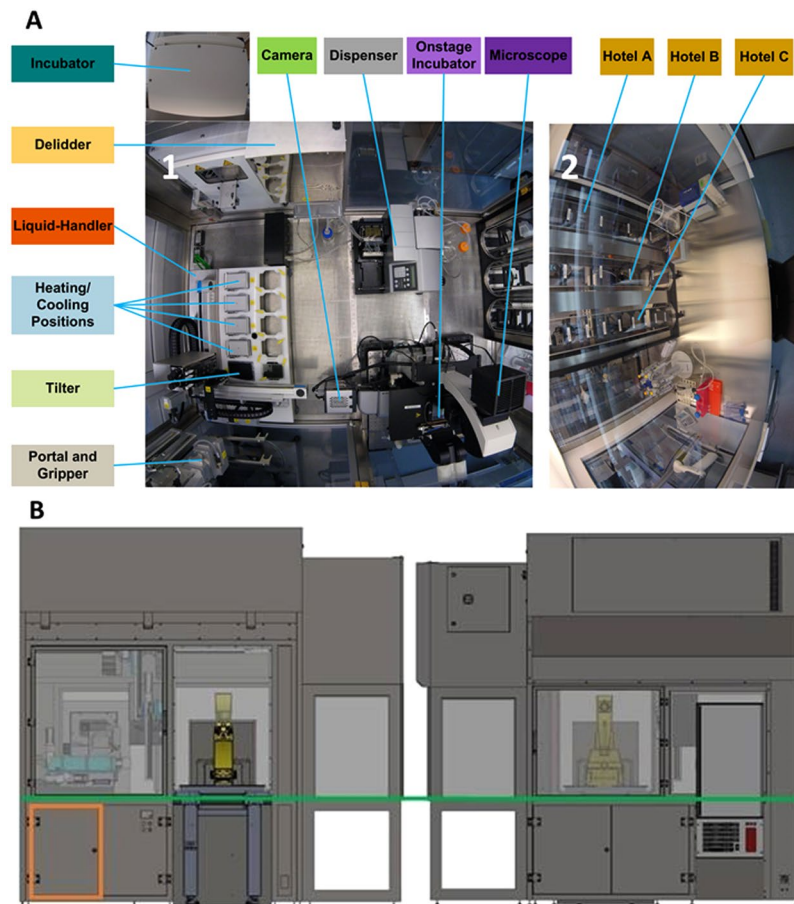 A
Incubator
Camera
Dispenser
Onstage
Incubator
Microscope
Hotel A
Hotel B
Hotel C
Delidder
1
2
Liquid-Handler
Heating/
Cooling
Positions
Tilter
Portal and
Gripper
B